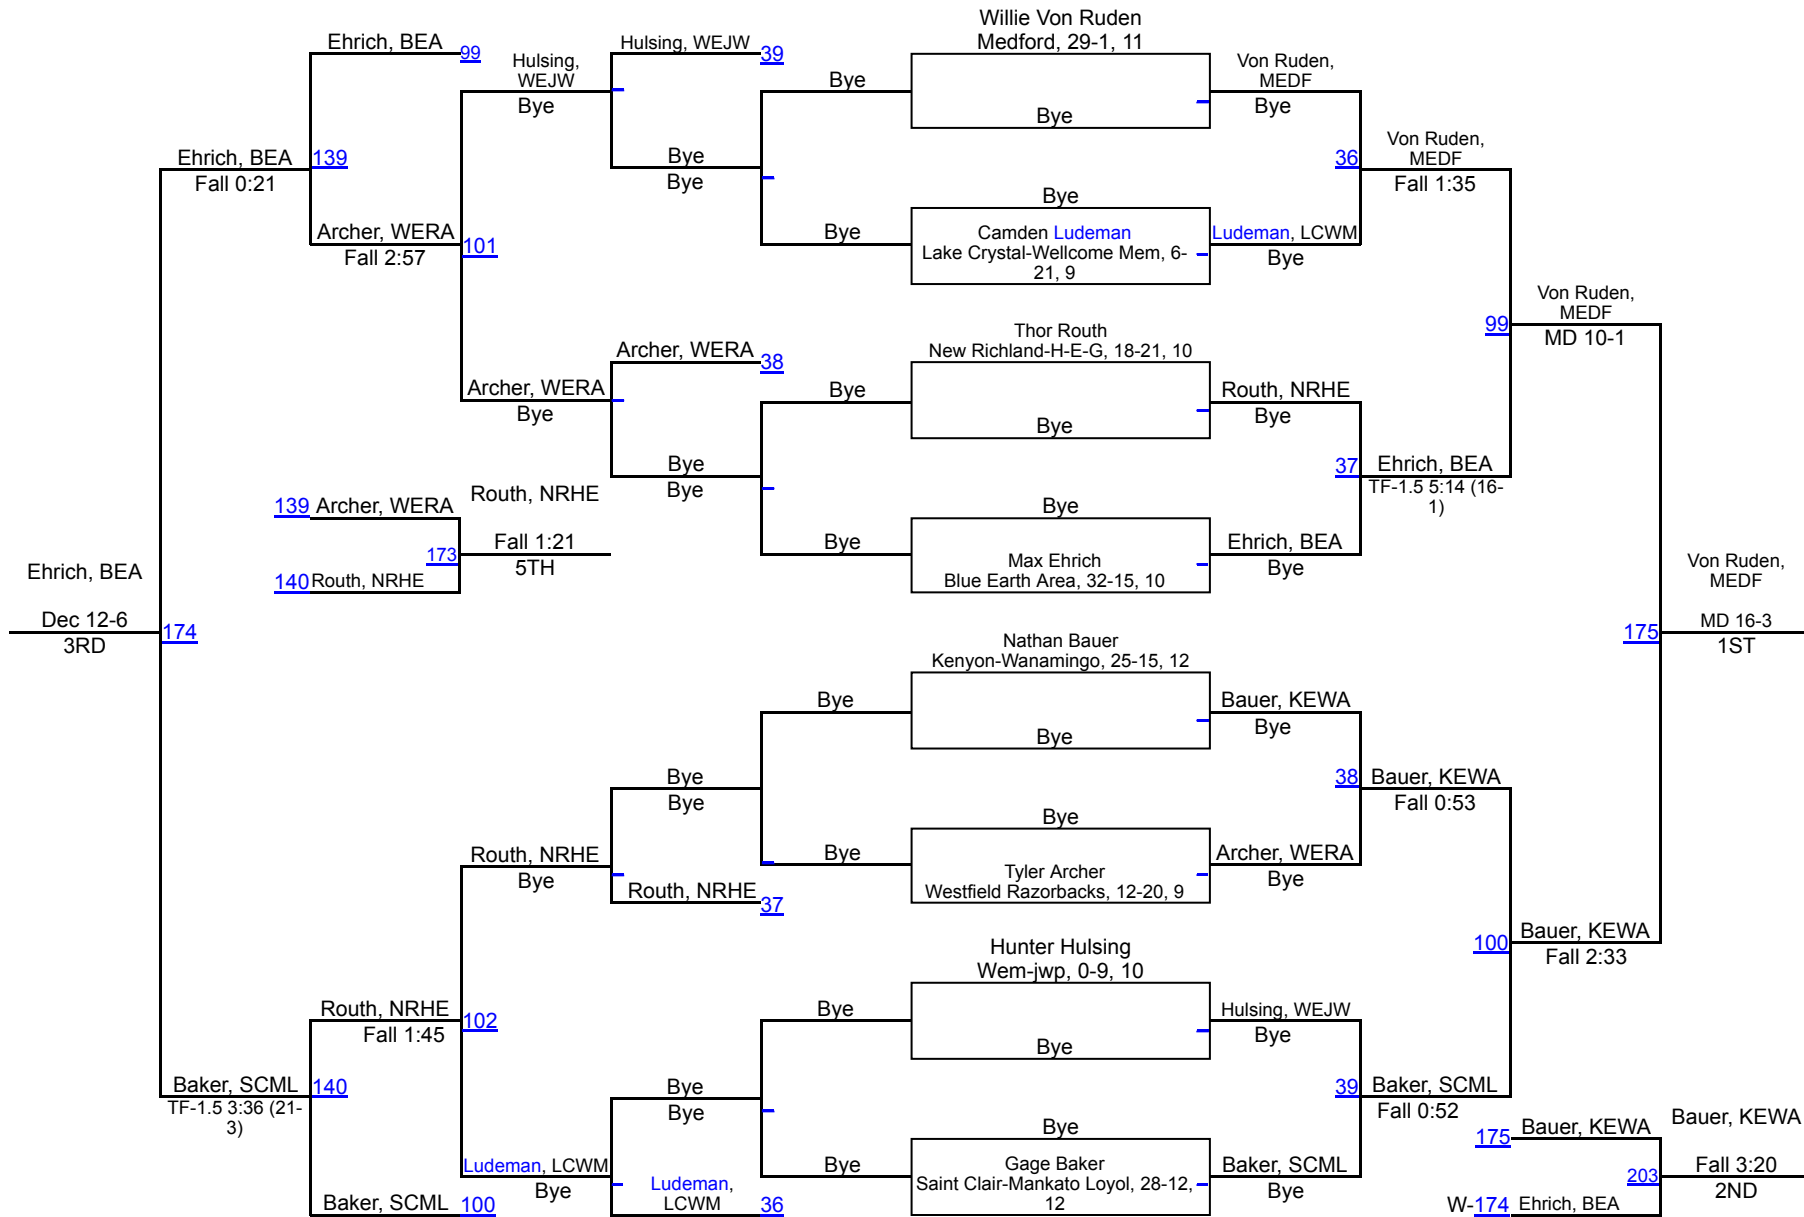 Willie Von Ruden
Medford, 29-1, 11
Ehrich, BEA
99
Hulsing,
WEJW
Bye
Hulsing, WEJW
39
Bye
Bye
Von Ruden,
MEDF
Bye
Ehrich, BEA
139
Fall 0:21
Bye
Bye
36
Von Ruden,
MEDF
Fall 1:35
Archer, WERA
101
Fall 2:57
Bye
Bye
Camden Ludeman
Lake Crystal-Wellcome Mem, 6-
21, 9
Ludeman, LCWM
Bye
Von Ruden,
MEDF
99
MD 10-1
Archer, WERA
38
Thor Routh
New Richland-H-E-G, 18-21, 10
Archer, WERA
Bye
Bye
Bye
Routh, NRHE
Bye
Bye
Bye
37
Ehrich, BEA
TF-1.5 5:14 (16-
1)
139
Archer, WERA
Routh, NRHE
173
Fall 1:21
5TH
140
Routh, NRHE
Bye
Bye
Max Ehrich
Blue Earth Area, 32-15, 10
Ehrich, BEA
Bye
Ehrich, BEA
Dec 12-6
174
3RD
Von Ruden,
MEDF
175
MD 16-3
1ST
Nathan Bauer
Kenyon-Wanamingo, 25-15, 12
Bye
Bye
Bauer, KEWA
Bye
Bye
Bye
38
Bauer, KEWA
Fall 0:53
Routh, NRHE
Bye
Bye
Bye
Tyler Archer
Westfield Razorbacks, 12-20, 9
Archer, WERA
Bye
Routh, NRHE
37
Hunter Hulsing
Wem-jwp, 0-9, 10
100
Bauer, KEWA
Fall 2:33
Routh, NRHE
102
Fall 1:45
Bye
Bye
Hulsing, WEJW
Bye
Baker, SCML
140
TF-1.5 3:36 (21-
3)
Bye
Bye
39
Baker, SCML
Fall 0:52
Ludeman, LCWM
Bye
Bye
Bye
Gage Baker
Saint Clair-Mankato Loyol, 28-12,
12
Baker, SCML
Bye
Baker, SCML
100
Ludeman,
LCWM
36
175
Bauer, KEWA
Bauer, KEWA
203
Fall 3:20
2ND
W-174
Ehrich, BEA